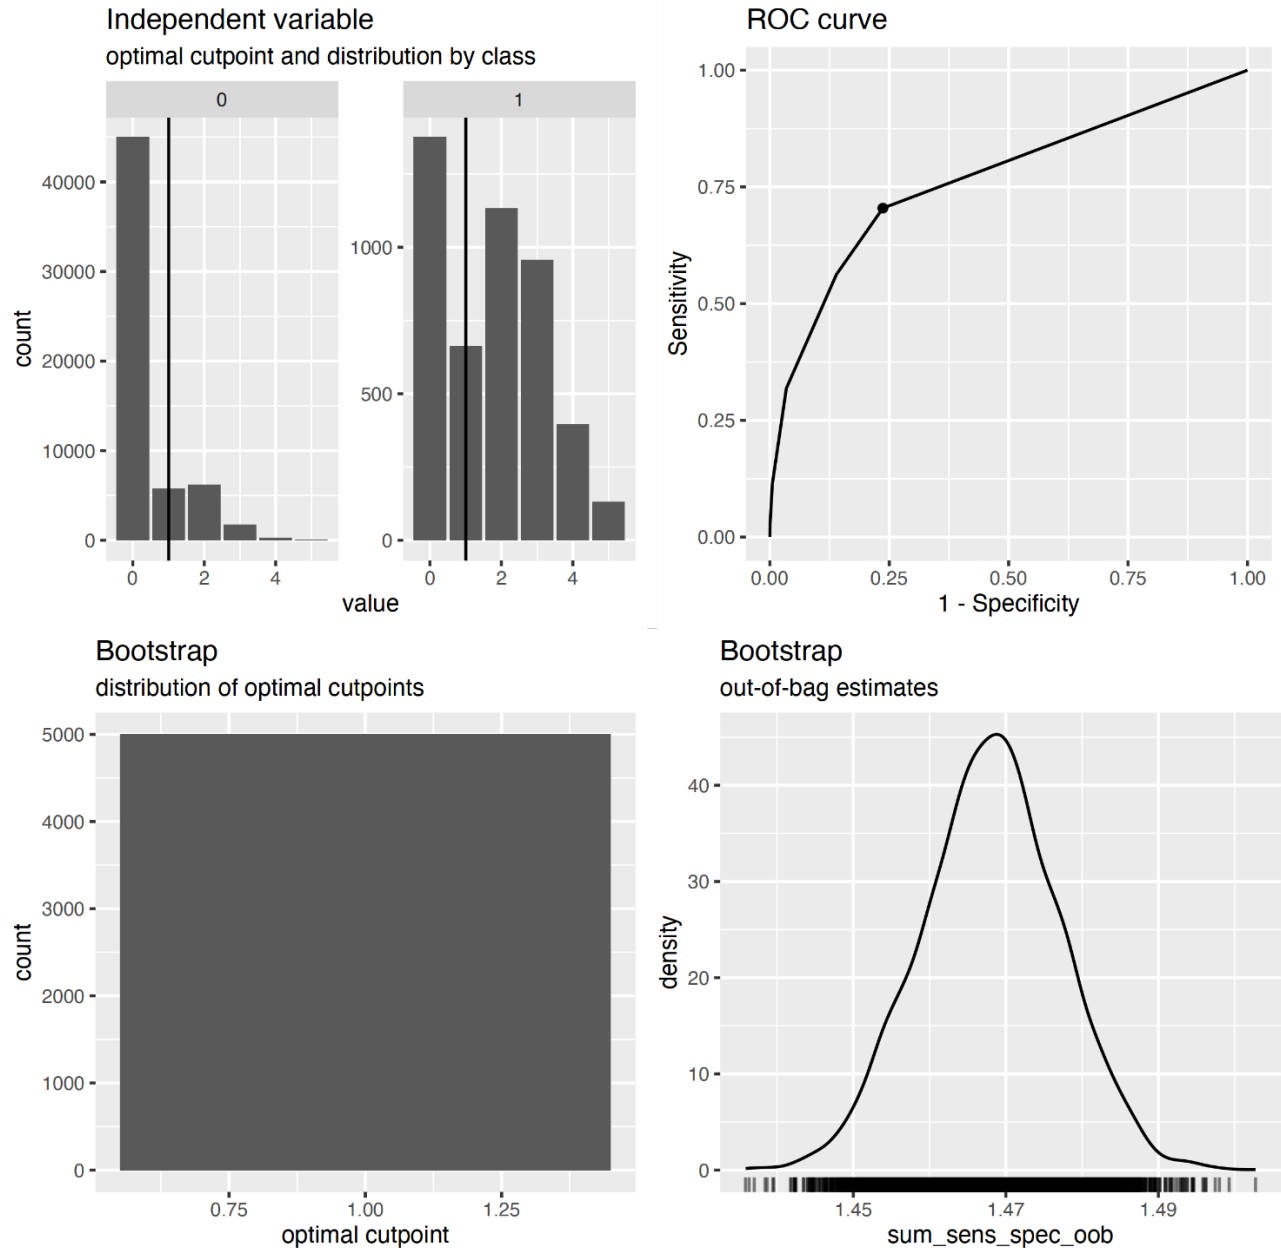 Independent variable
optimal cutpoint and distribution by class
0
1
count
40000
30000
20000
10000
0
1000
500
0
0 2 4
0 2 4
value
ROC curve
Sensitivity
1.00
0.75
0.50
0.25
0.00
0.00 0.25 0.50 0.75 1.00
1 - Specificity
Bootstrap
distribution of optimal cutpoints
count
5000
4000
3000
2000
1000
0
0.75 1.00 1.25
optimal cutpoint
Bootstrap
out-of-bag estimates
density
40
30
20
10
0
1.45 1.47 1.49
sum_sens_spec_oob